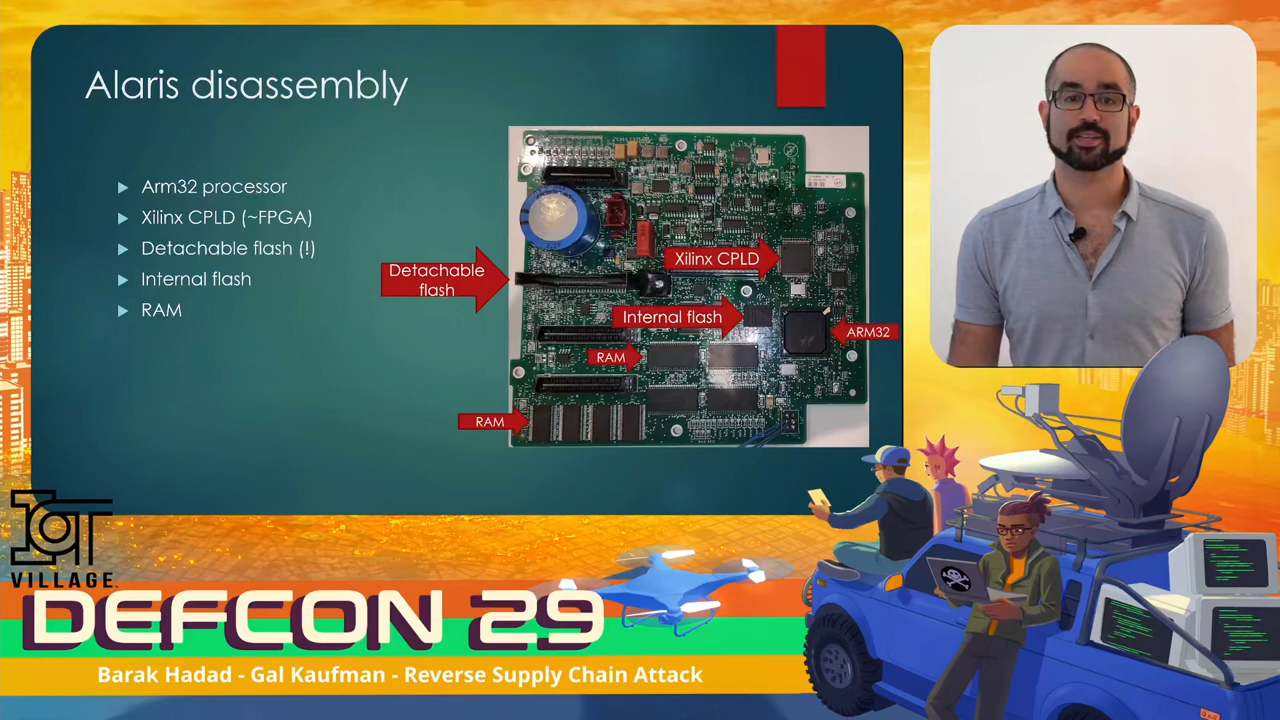 Alaris disassembly
Arm32 processor
Xilinx CPLD (~FPGA)
Detachable flash (!)
Internal flash
RAM
Detachable
flash
Xilinx CPLD
Internal flash
ARM32
RAM
RAM
IOT
VILLAGE
DEFCON 29
Barak Hadad - Gal Kaufman - Reverse Supply Chain Attack